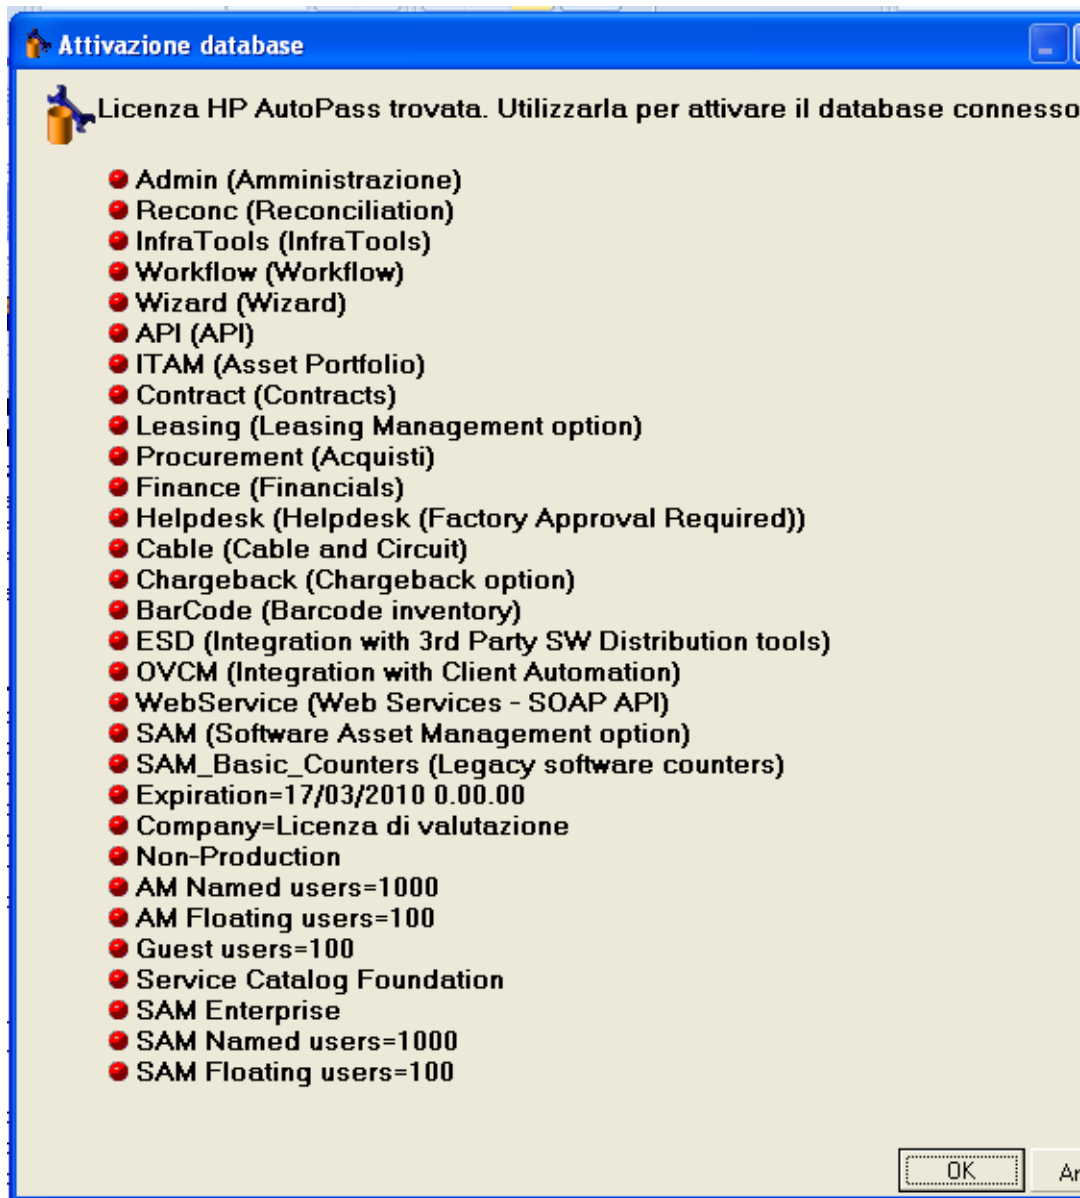 Attivazione database
Licenza HP AutoPass trovata. Utilizzarla per attivare il database connesso
Admin (Amministrazione)
Reconc (Reconciliation)
InfraTools (InfraTools)
Workflow (Workflow)
Wizard (Wizard)
API (API)
ITAM (Asset Portfolio)
Contract (Contracts)
Leasing (Leasing Management option)
Procurement (Acquisti)
Finance (Financials)
Helpdesk (Helpdesk (Factory Approval Required))
Cable (Cable and Circuit)
Chargeback (Chargeback option)
BarCode (Barcode inventory)
ESD (Integration with 3rd Party SW Distribution tools)
OVCM (Integration with Client Automation)
WebService (Web Services - SOAP API)
SAM (Software Asset Management option)
SAM_Basic_Counters (Legacy software counters)
Expiration=17/03/2010 0.00.00
Company=Licenza di valutazione
Non-Production
AM Named users=1000
AM Floating users=100
Guest users=100
Service Catalog Foundation
SAM Enterprise
SAM Named users=1000
SAM Floating users=100
OK